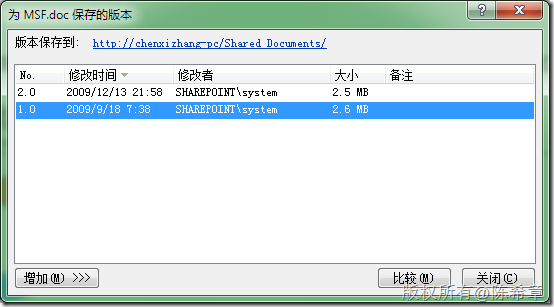 为 MSF.doc 保存的版本
版本保存到: http://chenxizhang-pc/Shared Documents/
No. 修改时间 修改者 大小 备注
2.0 2009/12/13 21:58 SHAREPOINT\system 2.5 MB
1.0 2009/9/18 7:38 SHAREPOINT\system 2.6 MB
增加(M) >>> 比较(M) 关闭(C)
版权所有@陈希章